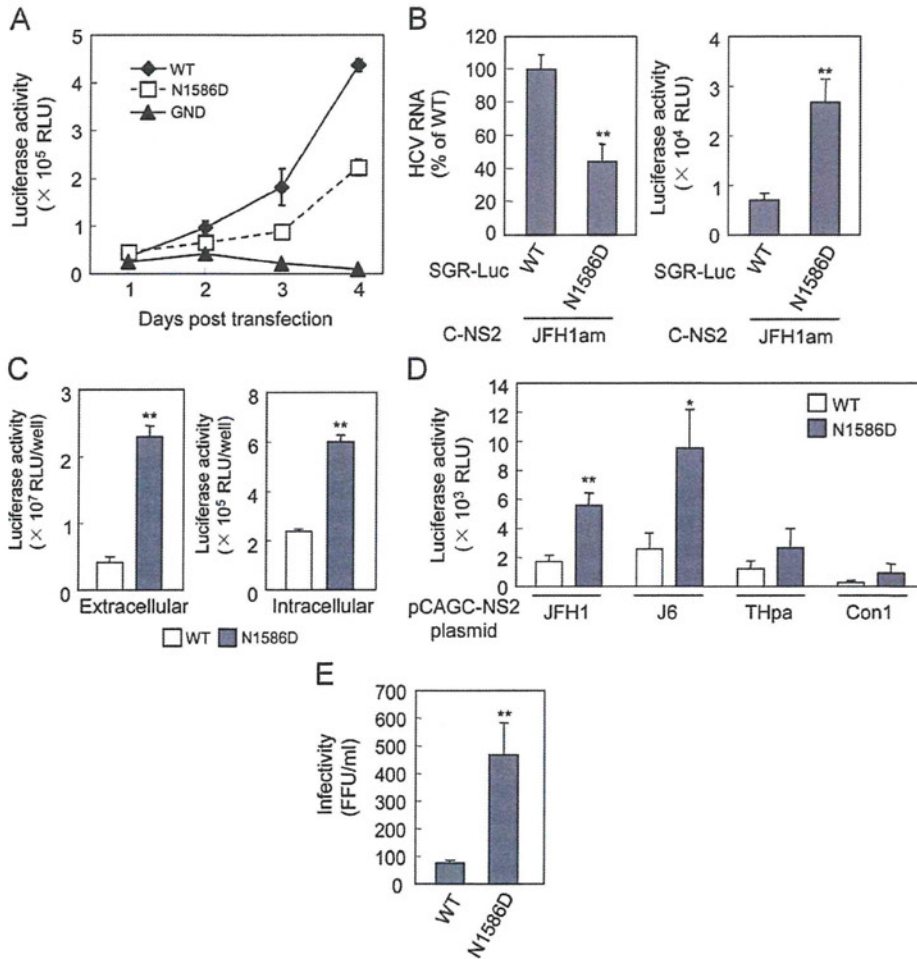 A
Luciferase activity
(× 10⁵ RLU)
5
4
3
2
1
0
WT
N1586D
GND
1 2 3 4
Days post transfection
B
HCV RNA
(% of WT)
120
100
80
60
40
20
0
**
SGR-Luc WT N1586D
C-NS2 JFH1am
Luciferase activity
(× 10⁴ RLU)
4
3
2
1
0
**
SGR-Luc WT N1586D
C-NS2 JFH1am
C
Luciferase activity
(× 10⁷ RLU/well)
3
2
1
0
**
Extracellular
Luciferase activity
(× 10⁵ RLU/well)
8
6
4
2
0
**
Intracellular
WT N1586D
D
Luciferase activity
(× 10³ RLU)
14
12
10
8
6
4
2
0
WT
N1586D
**
*
pCAGC-NS2
plasmid
JFH1 J6 THpa Con1
E
Infectivity
(FFU/ml)
700
600
500
400
300
200
100
0
**
WT N1586D